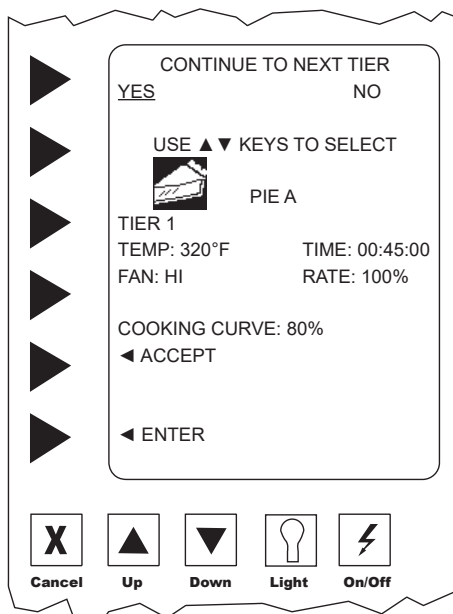 CONTINUE TO NEXT TIER
YES NO
USE ▲▼ KEYS TO SELECT
PIE A
TIER 1
TEMP: 320°F TIME: 00:45:00
FAN: HI RATE: 100%
COOKING CURVE: 80%
◄ ACCEPT
◄ ENTER
X
Cancel Up Down Light On/Off